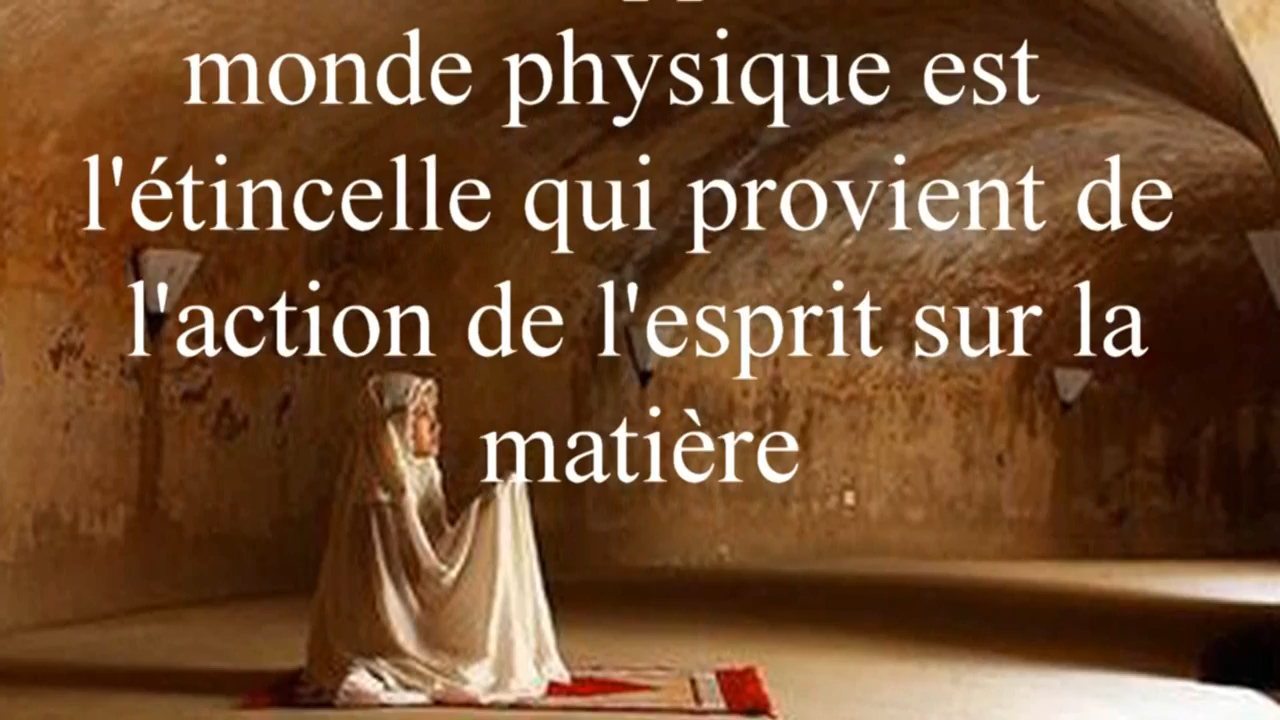 monde physique est
l'étincelle qui provient de
l'action de l'esprit sur la
matière